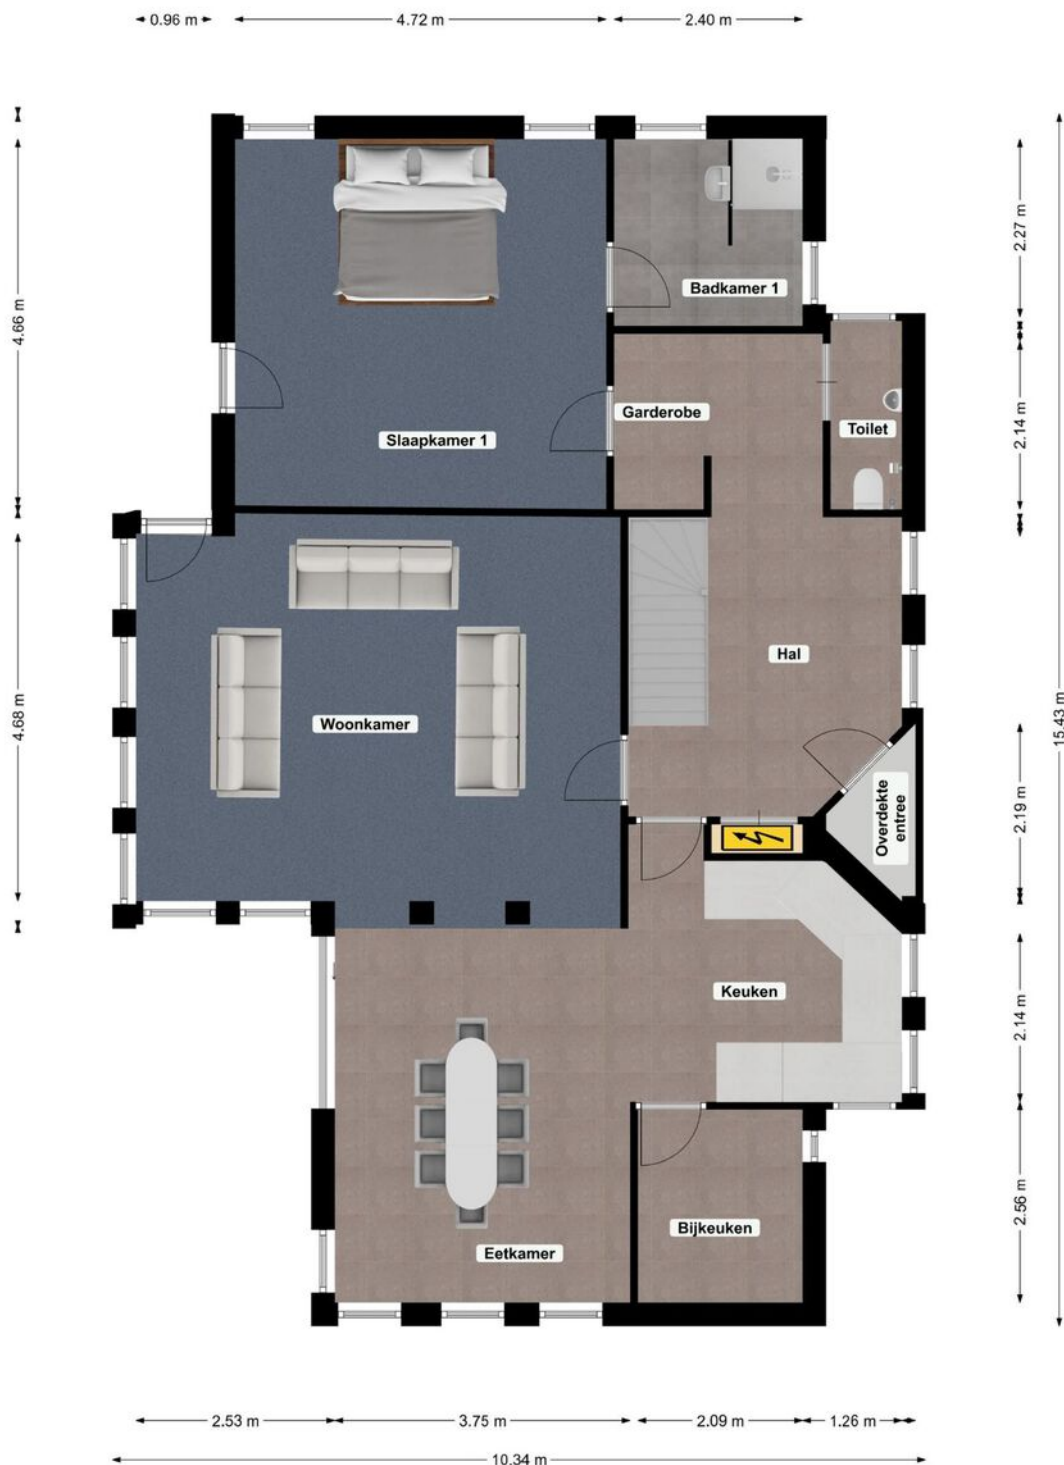 0.96 m
4.72 m
2.40 m
4.66 m
2.27 m
Badkamer 1
Garderobe
Toilet
2.14 m
Slaapkamer 1
Hal
4.68 m
Woonkamer
15.43 m
Overdekte
entree
2.19 m
Keuken
2.14 m
Bijkeuken
2.56 m
Eetkamer
2.53 m
3.75 m
2.09 m
1.26 m
10.34 m